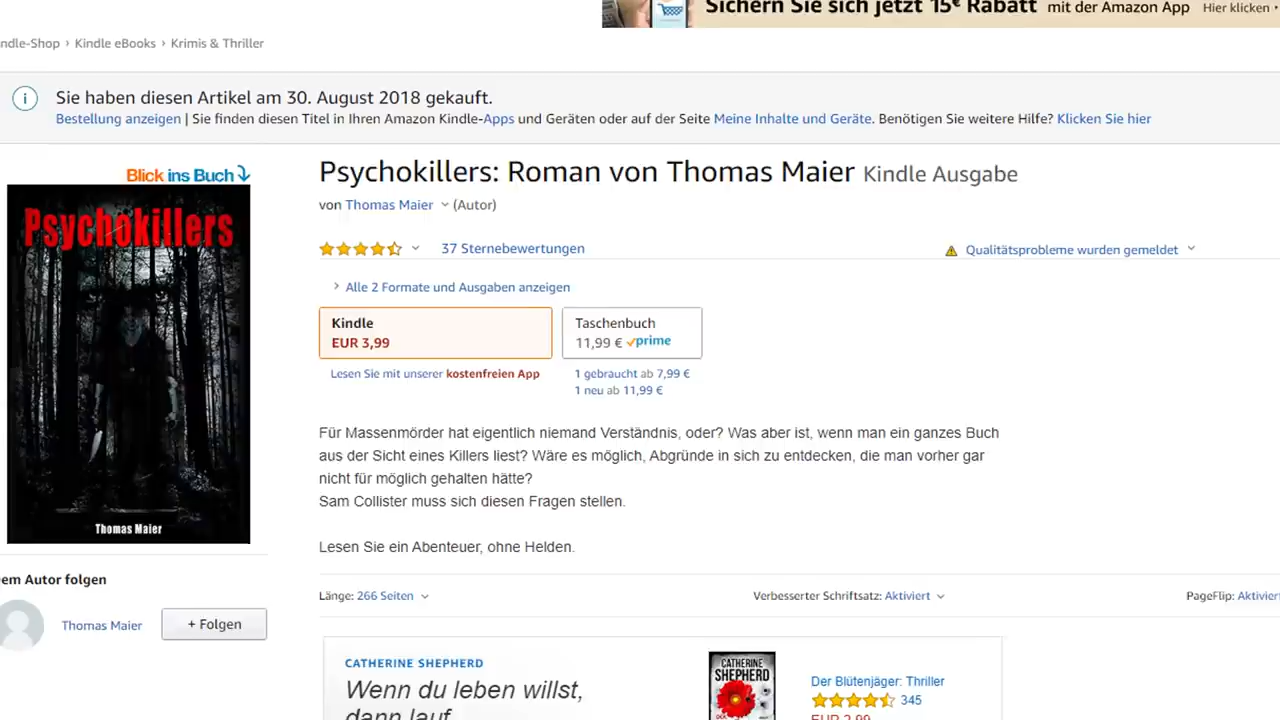 Sichern Sie sich jetzt 15€ Rabatt mit der Amazon App Hier klicken
ndle-Shop › Kindle eBooks › Krimis & Thriller
Sie haben diesen Artikel am 30. August 2018 gekauft.
Bestellung anzeigen | Sie finden diesen Titel in Ihren Amazon Kindle-Apps und Geräten oder auf der Seite Meine Inhalte und Geräte. Benötigen Sie weitere Hilfe? Klicken Sie hier
Blick ins Buch
Psychokillers
Thomas Maier
Psychokillers: Roman von Thomas Maier Kindle Ausgabe
von Thomas Maier (Autor)
37 Sternebewertungen
Qualitätsprobleme wurden gemeldet
› Alle 2 Formate und Ausgaben anzeigen
Kindle
EUR 3,99
Taschenbuch
11,99 € prime
Lesen Sie mit unserer kostenfreien App
1 gebraucht ab 7,99 €
1 neu ab 11,99 €
Für Massenmörder hat eigentlich niemand Verständnis, oder? Was aber ist, wenn man ein ganzes Buch
aus der Sicht eines Killers liest? Wäre es möglich, Abgründe in sich zu entdecken, die man vorher gar
nicht für möglich gehalten hätte?
Sam Collister muss sich diesen Fragen stellen.
Lesen Sie ein Abenteuer, ohne Helden.
em Autor folgen
Thomas Maier
+ Folgen
Länge: 266 Seiten
Verbesserter Schriftsatz: Aktiviert
PageFlip: Aktiviert
CATHERINE SHEPHERD
Wenn du leben willst,
dann lauf
CATHERINE
SHEPHERD
Der Blütenjäger: Thriller
345
EUR 2,99